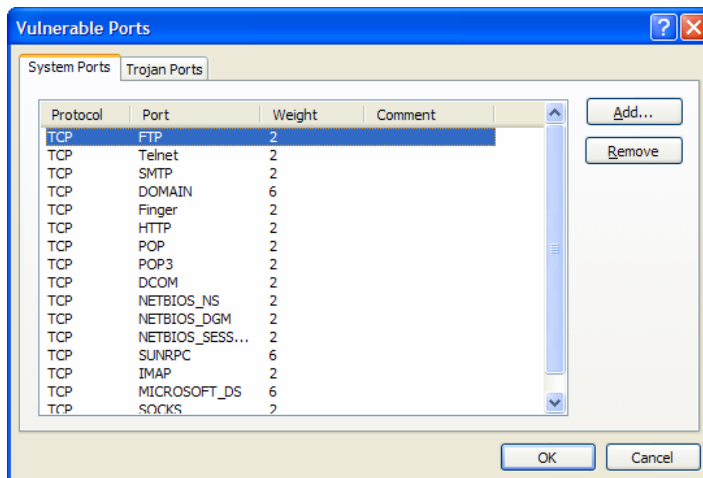 Vulnerable Ports
System Ports Trojan Ports
Protocol Port Weight Comment
TCP FTP 2
TCP Telnet 2
TCP SMTP 2
TCP DOMAIN 6
TCP Finger 2
TCP HTTP 2
TCP POP 2
TCP POP3 2
TCP DCOM 2
TCP NETBIOS_NS 2
TCP NETBIOS_DGM 2
TCP NETBIOS_SESS... 2
TCP SUNRPC 6
TCP IMAP 2
TCP MICROSOFT_DS 6
TCP SOCKS 2
Add...
Remove
OK Cancel